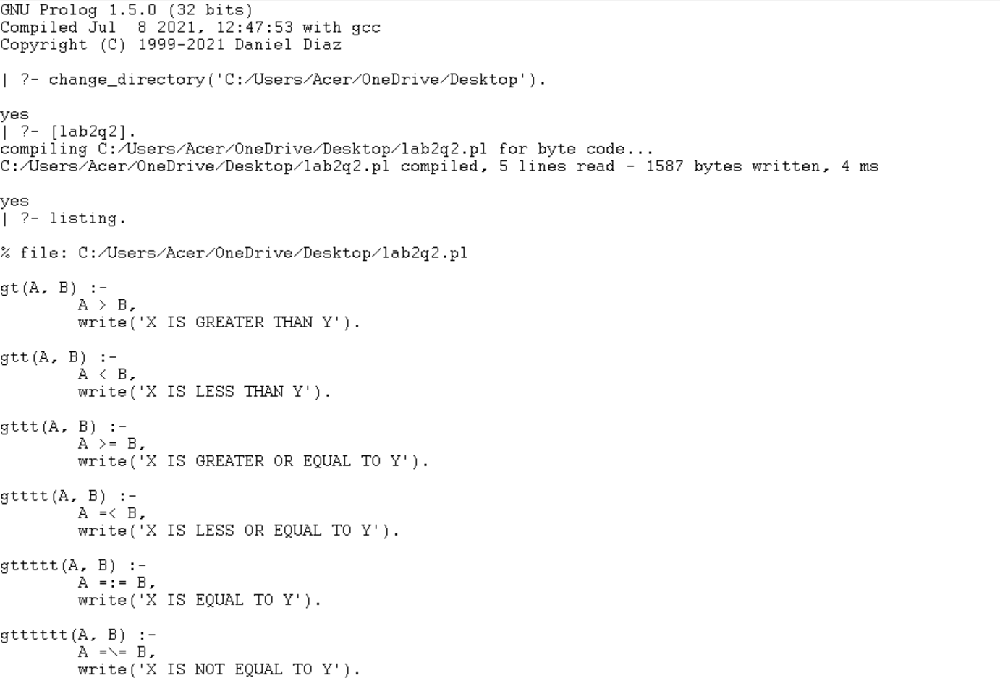 GNU Prolog 1.5.0 (32 bits)
Compiled Jul  8 2021, 12:47:53 with gcc
Copyright (C) 1999-2021 Daniel Diaz
| ?- change_directory('C:/Users/Acer/OneDrive/Desktop').
yes
| ?- [lab2q2].
compiling C:/Users/Acer/OneDrive/Desktop/lab2q2.pl for byte code...
C:/Users/Acer/OneDrive/Desktop/lab2q2.pl compiled, 5 lines read - 1587 bytes written, 4 ms
yes
| ?- listing.
% file: C:/Users/Acer/OneDrive/Desktop/lab2q2.pl
gt(A, B) :-
        A > B,
        write('X IS GREATER THAN Y').
gtt(A, B) :-
        A < B,
        write('X IS LESS THAN Y').
gttt(A, B) :-
        A >= B,
        write('X IS GREATER OR EQUAL TO Y').
gtttt(A, B) :-
        A =< B,
        write('X IS LESS OR EQUAL TO Y').
gttttt(A, B) :-
        A =:= B,
        write('X IS EQUAL TO Y').
gtttttt(A, B) :-
        A =\= B,
        write('X IS NOT EQUAL TO Y').